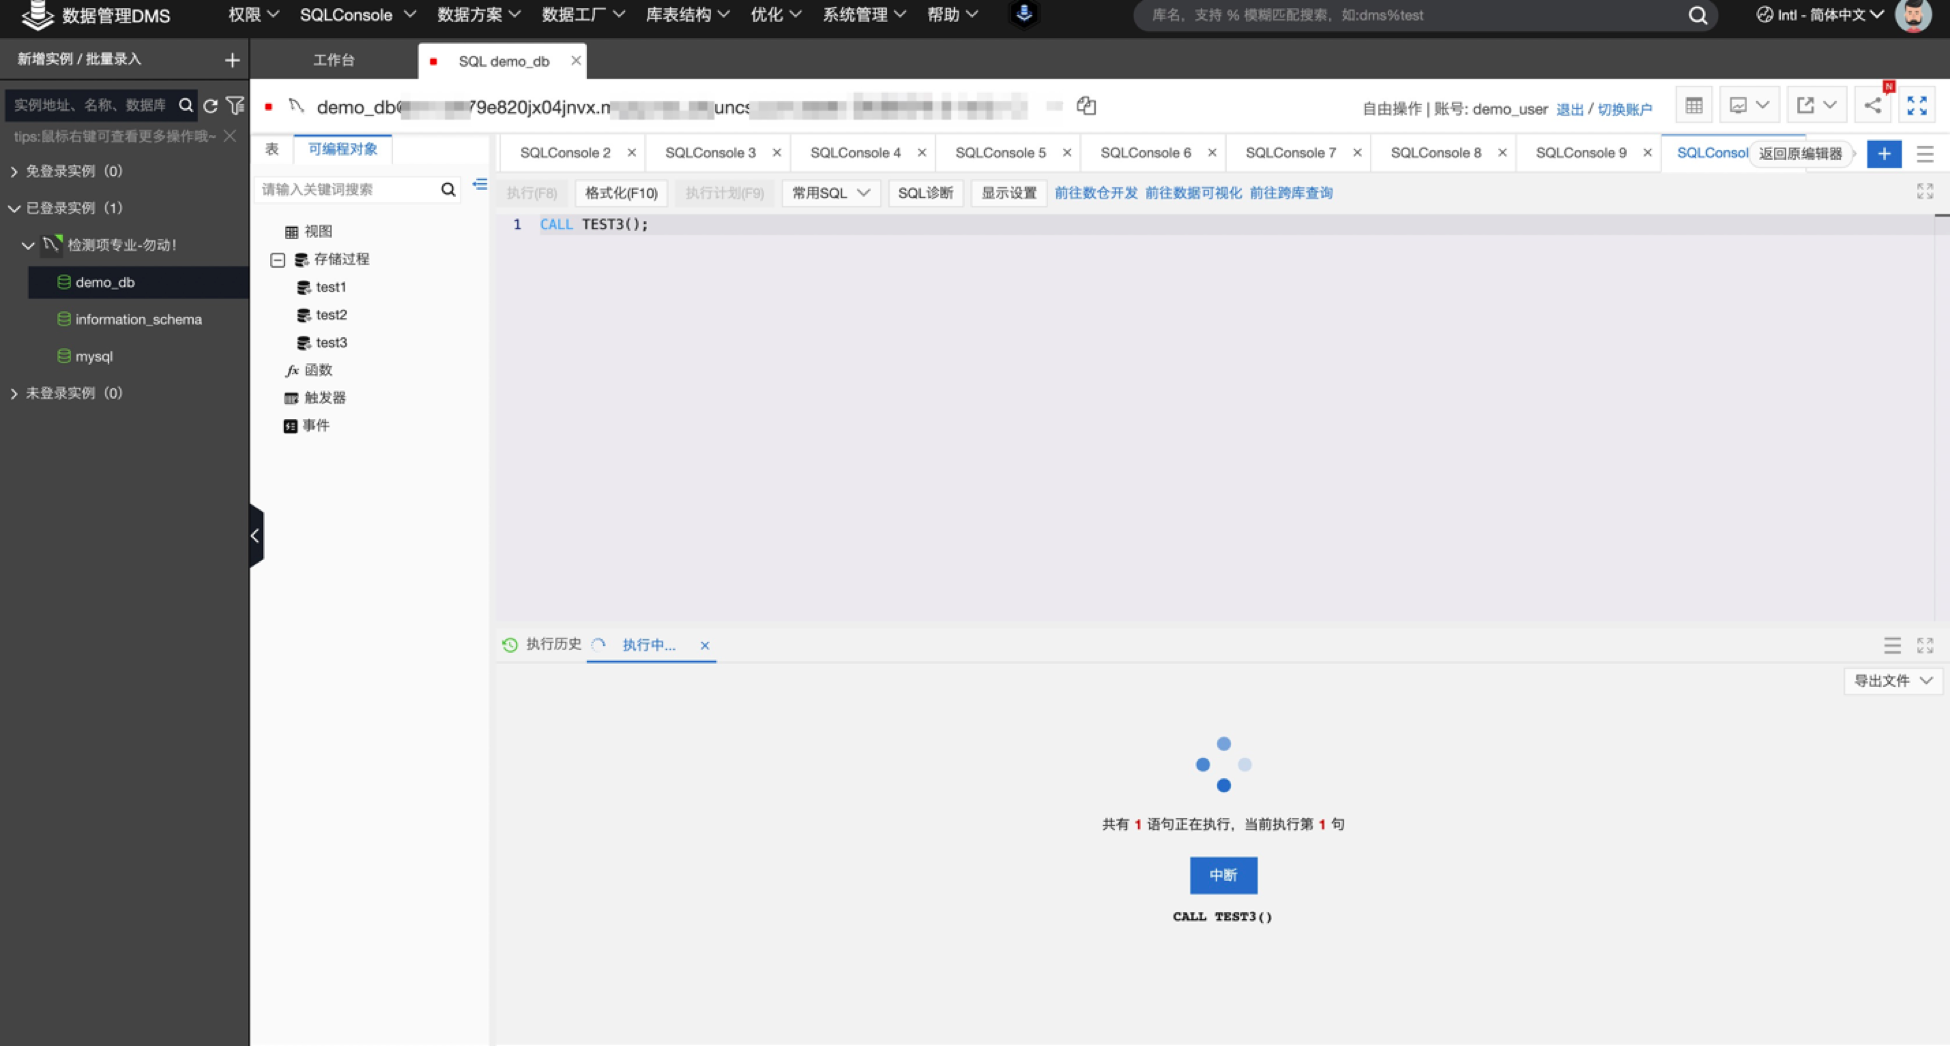 数据管理DMS 权限 SQLConsole 数据方案 数据工厂 库表结构 优化 系统管理 帮助 库名，支持 % 模糊匹配搜索，如:dms%test Intl - 简体中文
新增实例 / 批量录入 +
工作台 SQL demo_db
实例地址、名称、数据库
demo_db@ 79e820jx04jnvx.m uncs
自由操作 | 账号: demo_user 退出 / 切换账户
N
tips:鼠标右键可查看更多操作哦~
免登录实例（0）
已登录实例（1）
检测项专业-勿动!
demo_db
information_schema
mysql
未登录实例（0）
表 可编程对象
请输入关键词搜索
视图
存储过程
test1
test2
test3
fx 函数
触发器
事件
SQLConsole 2 SQLConsole 3 SQLConsole 4 SQLConsole 5 SQLConsole 6 SQLConsole 7 SQLConsole 8 SQLConsole 9 SQLConsol 返回原编辑器 +
执行(F8) 格式化(F10) 执行计划(F9) 常用SQL SQL诊断 显示设置 前往数仓开发 前往数据可视化 前往跨库查询
1 CALL TEST3();
执行历史 执行中...
导出文件
共有 1 语句正在执行，当前执行第 1 句
中断
CALL TEST3()